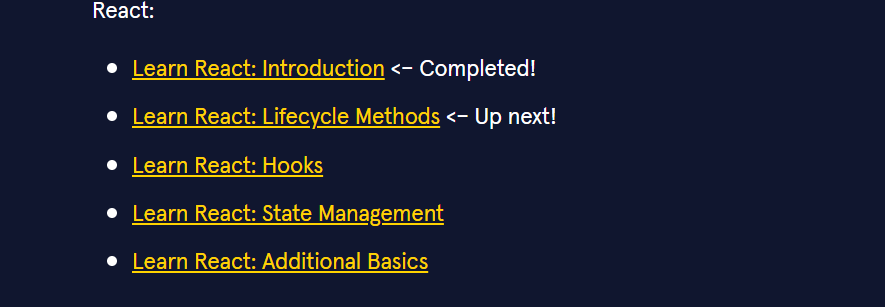 React:
Learn React: Introduction <– Completed!
Learn React: Lifecycle Methods <– Up next!
Learn React: Hooks
Learn React: State Management
Learn React: Additional Basics